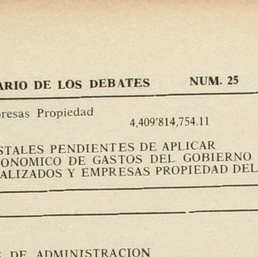 ARIO DE LOS DEBATES NUM. 25
resas Propiedad
4,409'814,754.11
STALES PENDIENTES DE APLICAR
ONOMICO DE GASTOS DEL GOBIERNO
ALIZADOS Y EMPRESAS PROPIEDAD DEL
DE ADMINISTRACION